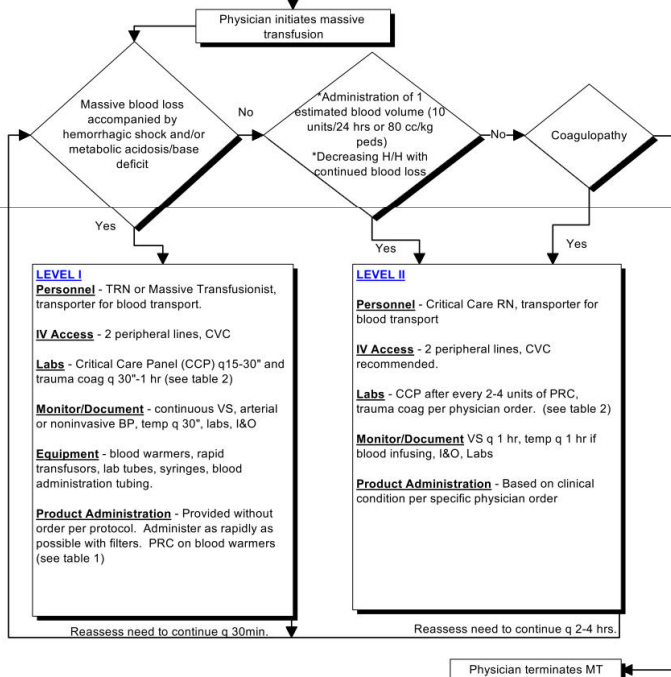 Physician initiates massive
transfusion
Massive blood loss
accompanied by
hemorrhagic shock and/or
metabolic acidosis/base
deficit
No
*Administration of 1
estimated blood volume (10
units/24 hrs or 80 cc/kg
peds)
*Decreasing H/H with
continued blood loss
No
Coagulopathy
Yes
Yes
Yes
LEVEL I
Personnel - TRN or Massive Transfusionist,
transporter for blood transport.
IV Access - 2 peripheral lines, CVC
Labs - Critical Care Panel (CCP) q15-30" and
trauma coag q 30"-1 hr (see table 2)
Monitor/Document - continuous VS, arterial
or noninvasive BP, temp q 30", labs, I&O
Equipment - blood warmers, rapid
transfusors, lab tubes, syringes, blood
administration tubing.
Product Administration - Provided without
order per protocol. Administer as rapidly as
possible with filters. PRC on blood warmers
(see table 1)
LEVEL II
Personnel - Critical Care RN, transporter for
blood transport
IV Access - 2 peripheral lines, CVC
recommended.
Labs - CCP after every 2-4 units of PRC,
trauma coag per physician order. (see table 2)
Monitor/Document VS q 1 hr, temp q 1 hr if
blood infusing, I&O, Labs
Product Administration - Based on clinical
condition per specific physician order
Reassess need to continue q 30min.
Reassess need to continue q 2-4 hrs.
Physician terminates MT